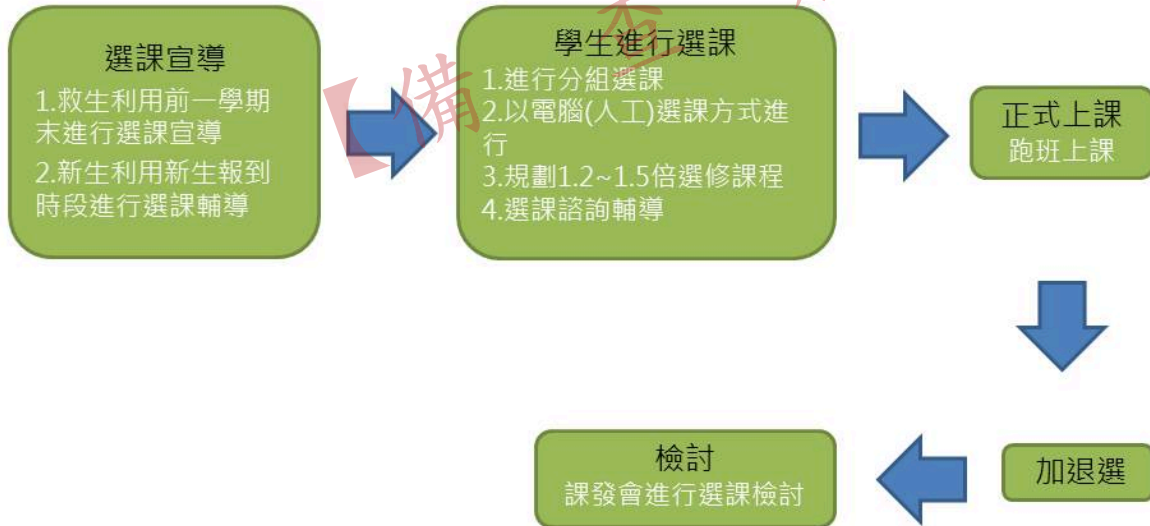 選課宣導
1.救生利用前一學期
末進行選課宣導
2.新生利用新生報到
時段進行選課輔導
學生進行選課
1.進行分組選課
2.以電腦(人工)選課方式進
行
3.規劃1.2~1.5倍選修課程
4.選課諮詢輔導
正式上課
跑班上課
加退選
檢討
課發會進行選課檢討
【備查